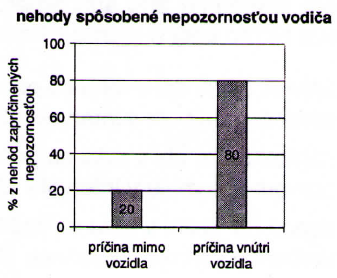 nehody spôsobené nepozornosťou vodiča
% z nehôd zapríčinených
nepozornosťou
100
80
60
40
20
0
20
80
príčina mimo
vozidla
príčina vnútri
vozidla